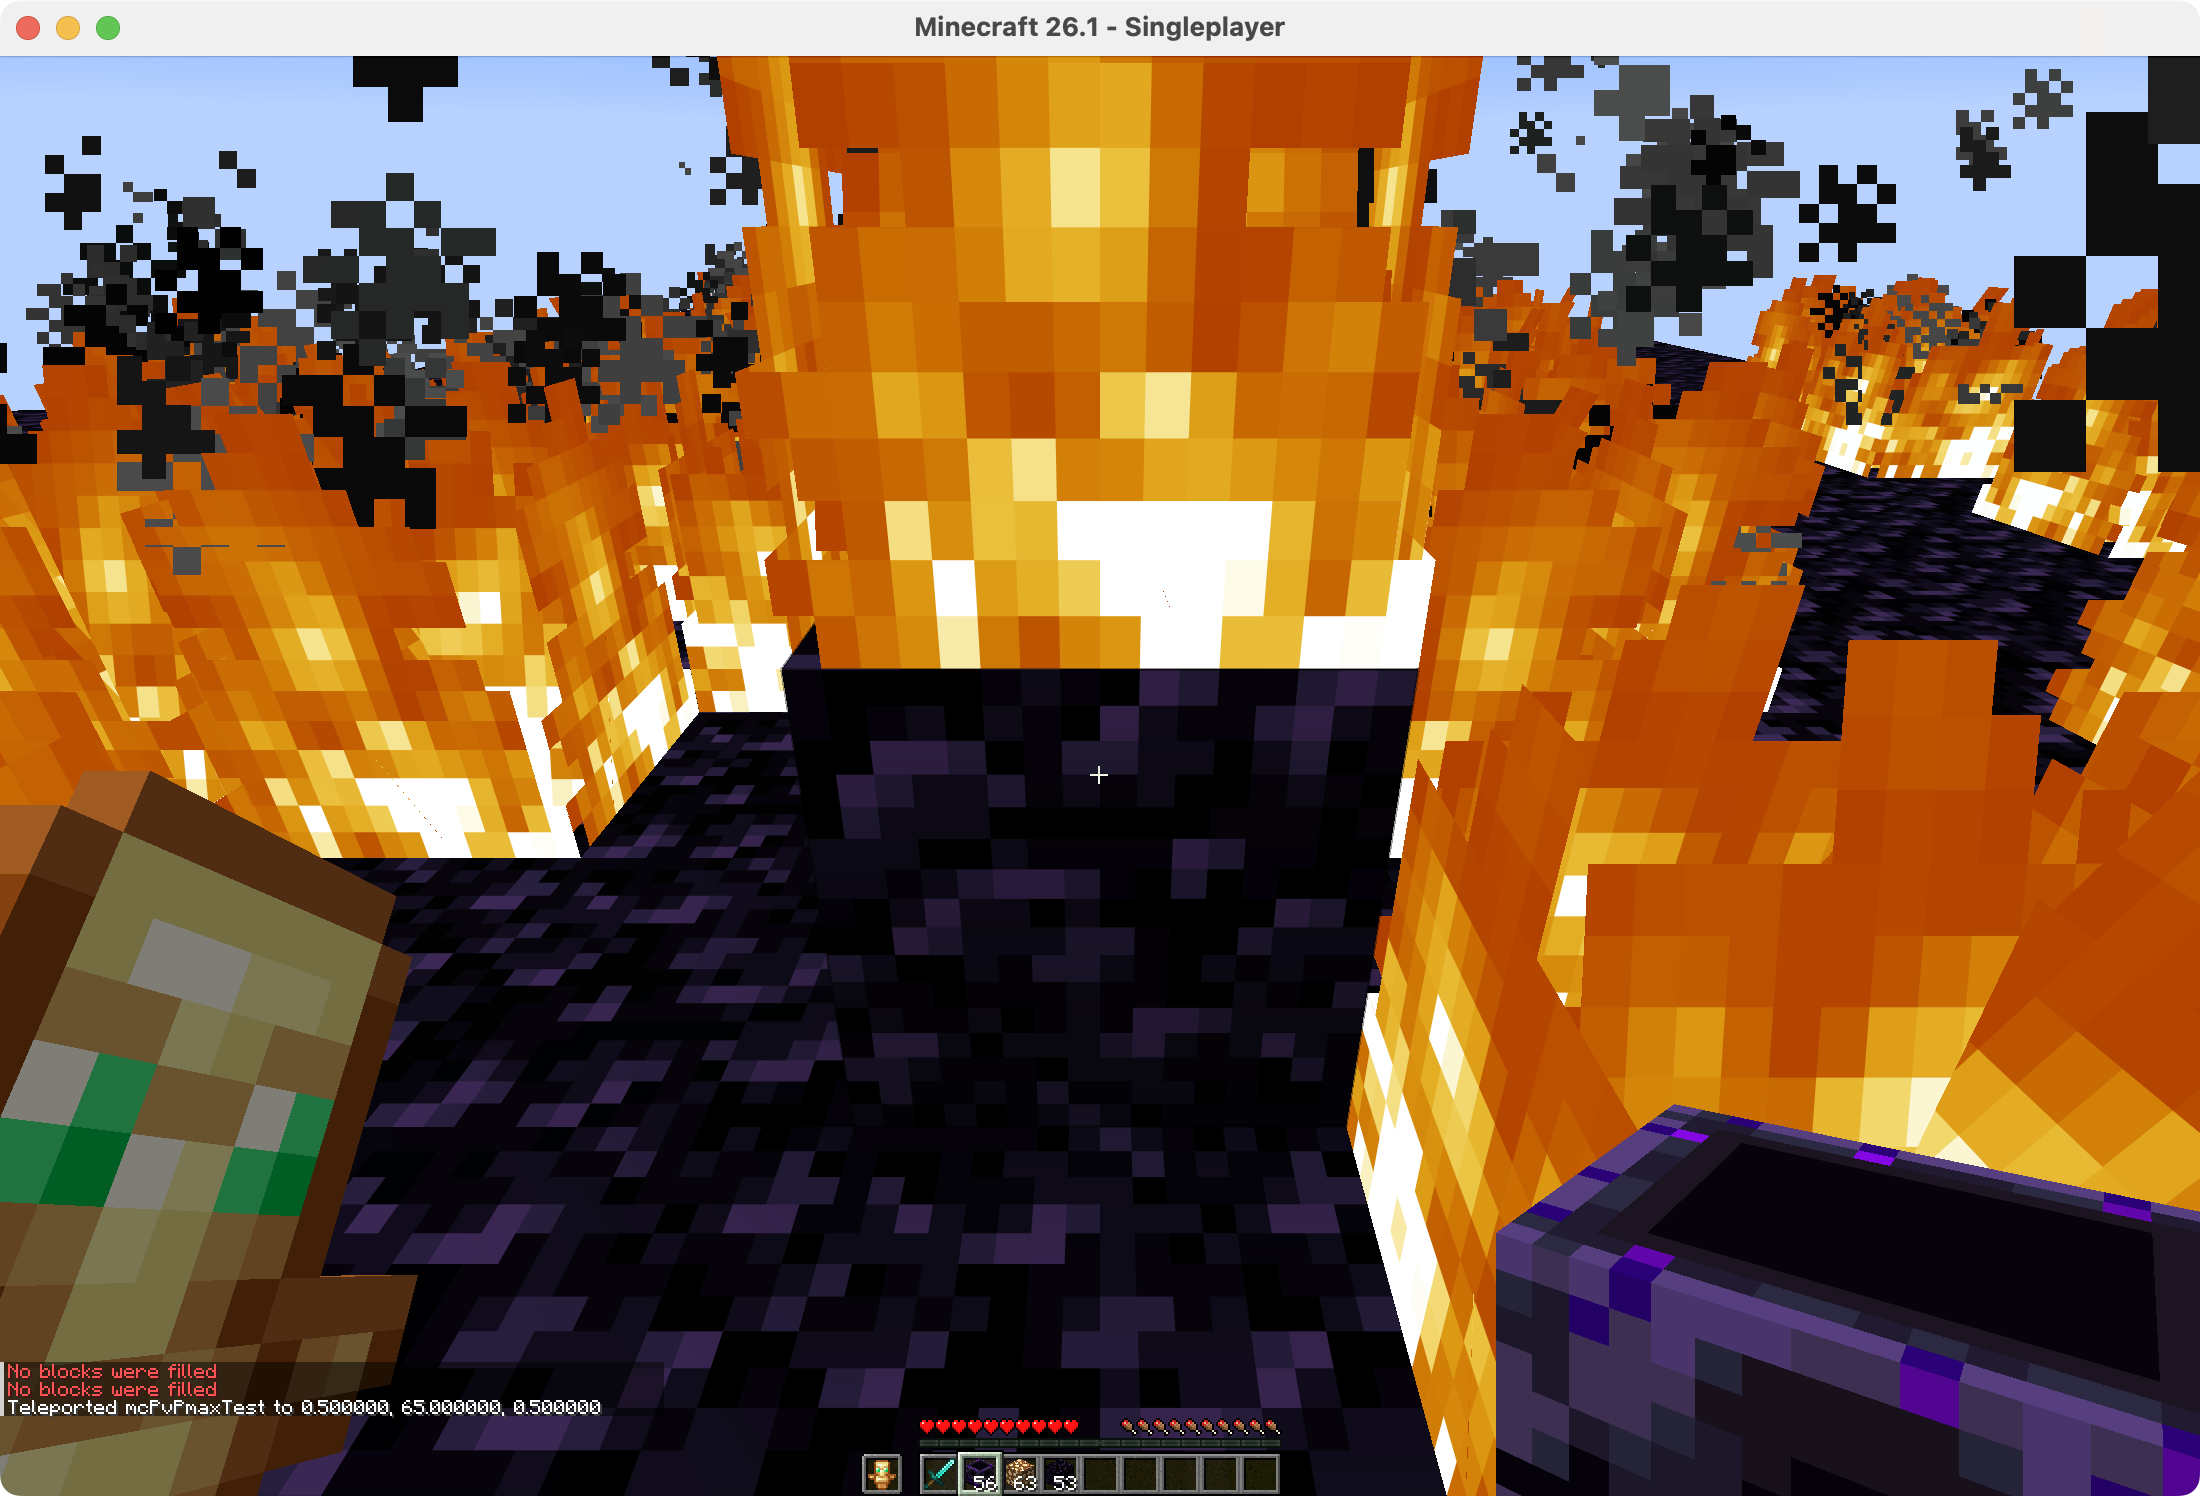 Minecraft 26.1 - Singleplayer
No blocks were filled
No blocks were filled
Teleported mcPvPmaxTest to 0.500000, 65.000000, 0.500000
56 63 53